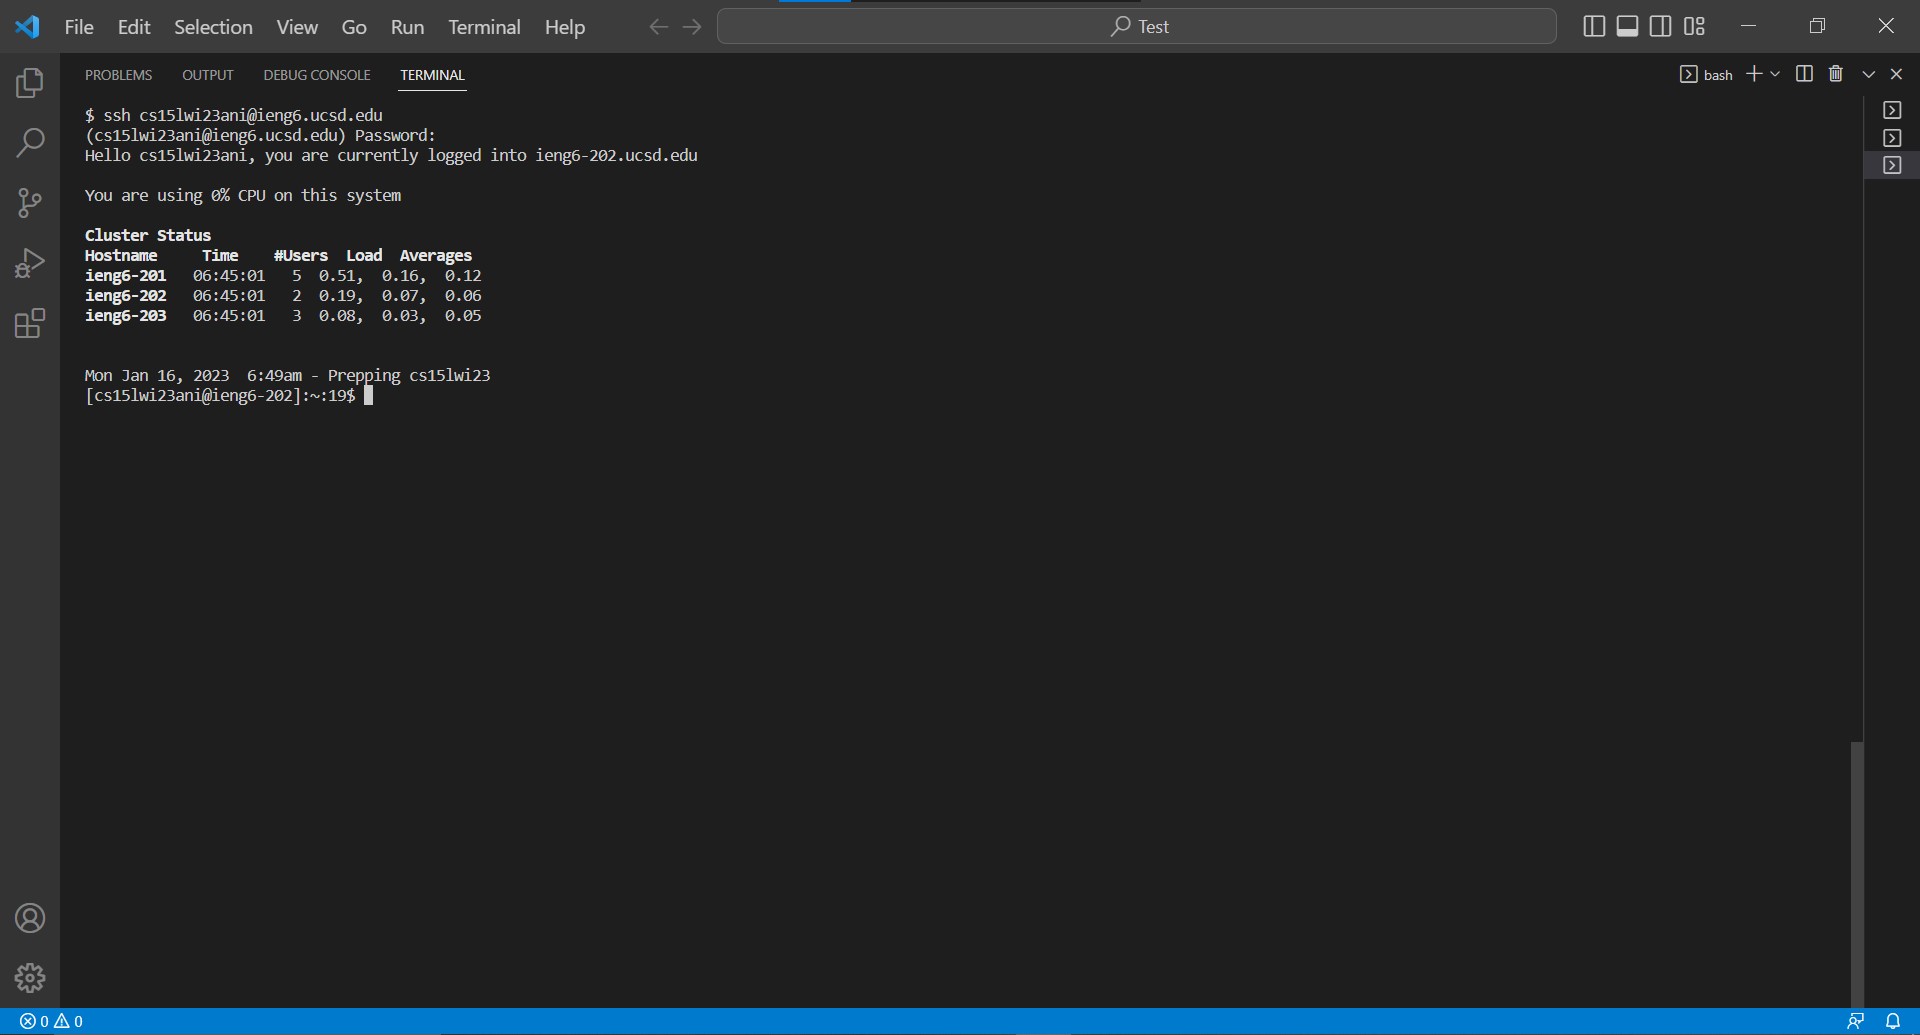 File Edit Selection View Go Run Terminal Help Test
PROBLEMS OUTPUT DEBUG CONSOLE TERMINAL bash
$ ssh cs15lwi23ani@ieng6.ucsd.edu
(cs15lwi23ani@ieng6.ucsd.edu) Password:
Hello cs15lwi23ani, you are currently logged into ieng6-202.ucsd.edu
You are using 0% CPU on this system
Cluster Status
Hostname Time #Users Load Averages
ieng6-201 06:45:01 5 0.51, 0.16, 0.12
ieng6-202 06:45:01 2 0.19, 0.07, 0.06
ieng6-203 06:45:01 3 0.08, 0.03, 0.05
Mon Jan 16, 2023 6:49am - Prepping cs15lwi23
[cs15lwi23ani@ieng6-202]:~:19$
0 0